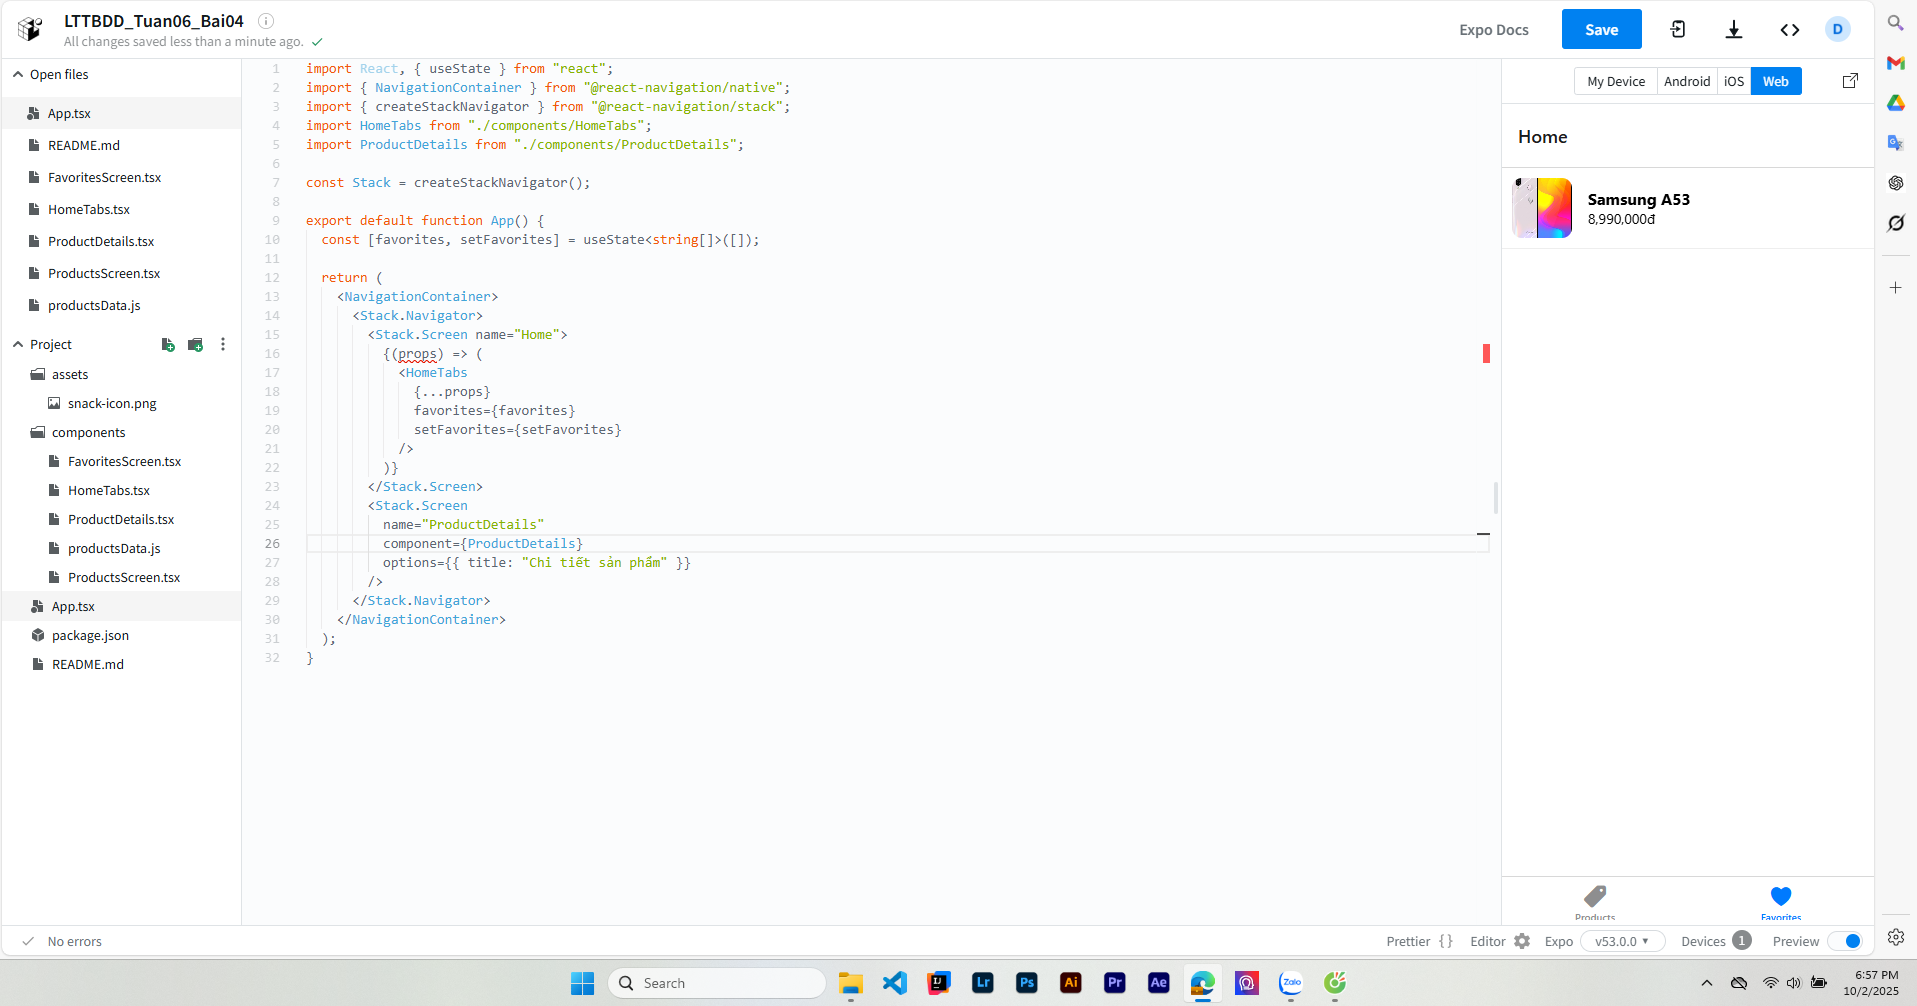 LTTBDD_Tuan06_Bai04
All changes saved less than a minute ago.
Expo Docs
Save
D
Open files
App.tsx
README.md
FavoritesScreen.tsx
HomeTabs.tsx
ProductDetails.tsx
ProductsScreen.tsx
productsData.js
Project
assets
snack-icon.png
components
FavoritesScreen.tsx
HomeTabs.tsx
ProductDetails.tsx
productsData.js
ProductsScreen.tsx
App.tsx
package.json
README.md
1 import React, { useState } from "react";
2 import { NavigationContainer } from "@react-navigation/native";
3 import { createStackNavigator } from "@react-navigation/stack";
4 import HomeTabs from "./components/HomeTabs";
5 import ProductDetails from "./components/ProductDetails";
6
7 const Stack = createStackNavigator();
8
9 export default function App() {
10 const [favorites, setFavorites] = useState<string[]>([]);
11
12 return (
13 <NavigationContainer>
14 <Stack.Navigator>
15 <Stack.Screen name="Home">
16 {(props) => (
17 <HomeTabs
18 {...props}
19 favorites={favorites}
20 setFavorites={setFavorites}
21 />
22 )}
23 </Stack.Screen>
24 <Stack.Screen
25 name="ProductDetails"
26 component={ProductDetails}
27 options={{ title: "Chi tiết sản phẩm" }}
28 />
29 </Stack.Navigator>
30 </NavigationContainer>
31 );
32 }
My Device Android iOS Web
Home
Samsung A53
8,990,000đ
Products
Favorites
No errors
Prettier { } Editor Expo v53.0.0 Devices 1 Preview
Search
IJ
Lr
Ps
Ai
Pr
Ae
Zalo
6:57 PM
10/2/2025